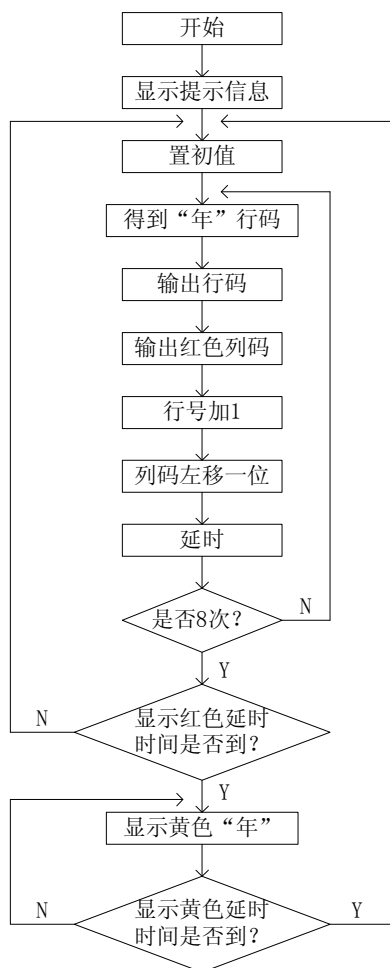 开始
显示提示信息
置初值
得到“年”行码
输出行码
输出红色列码
行号加1
列码左移一位
延时
是否8次?
N
Y
显示红色延时
时间是否到?
N
Y
显示黄色“年”
显示黄色延时
时间是否到?
N
Y